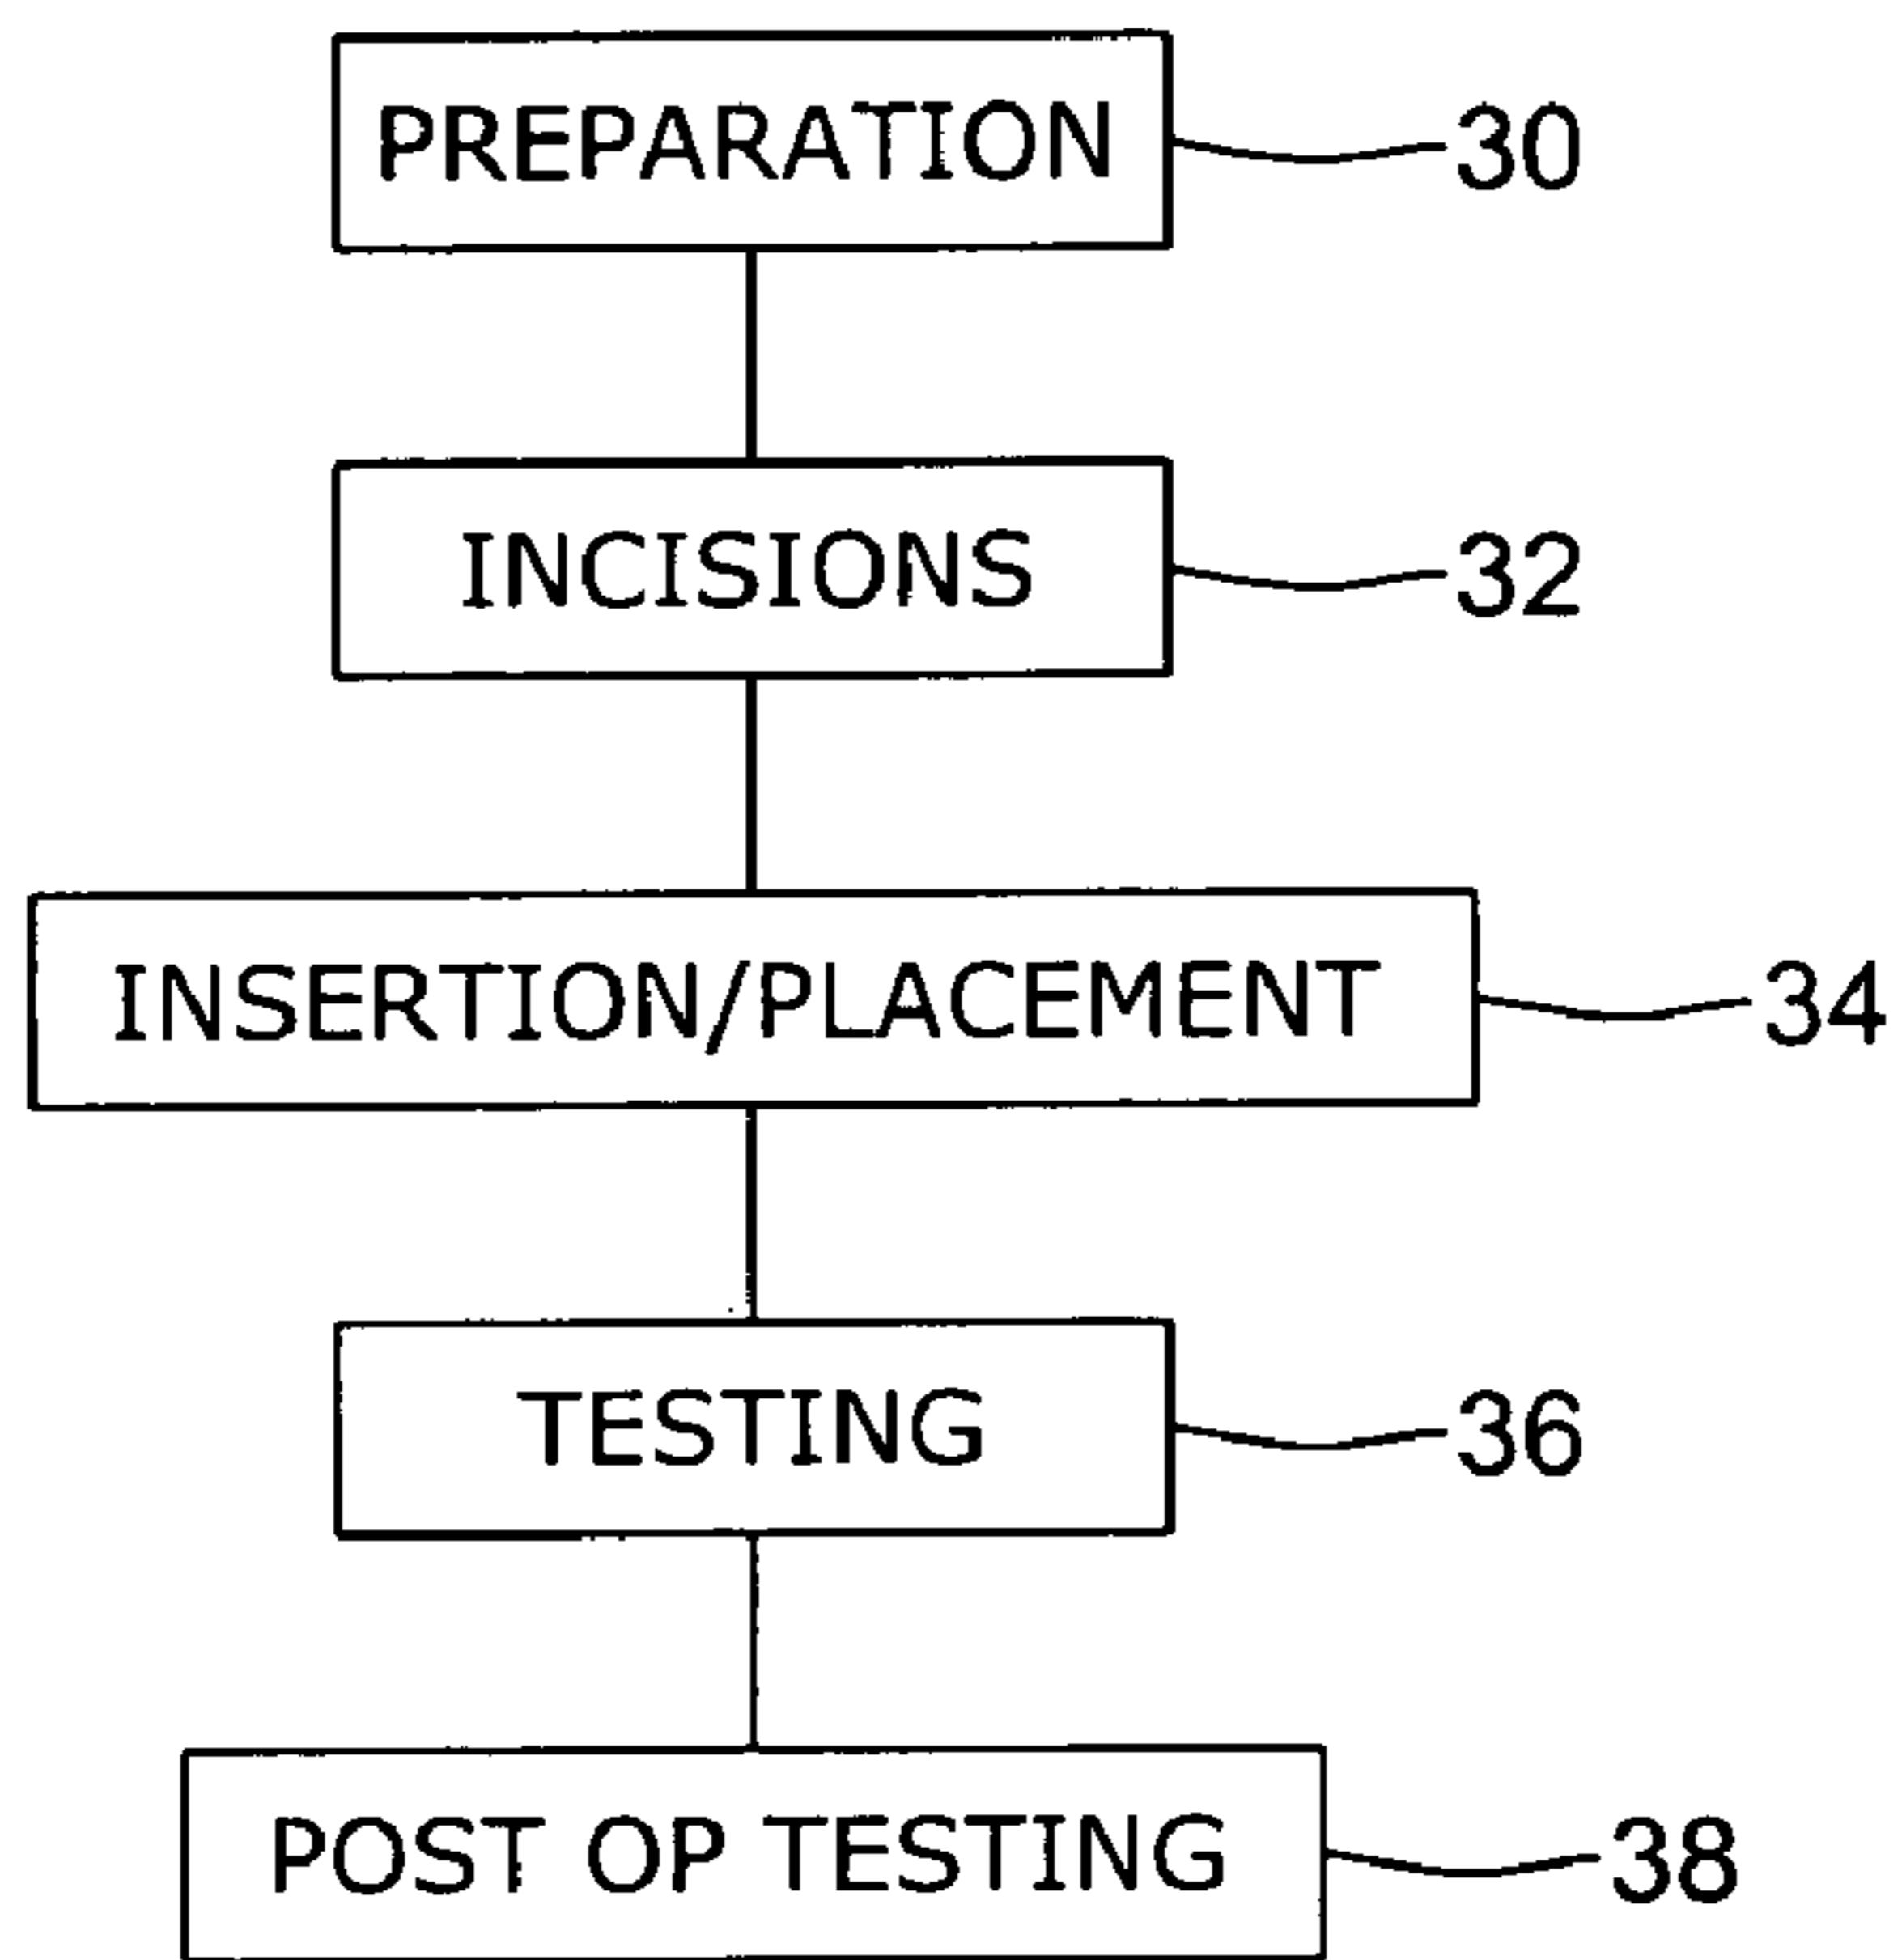 PREPARATION 30
INCISIONS 32
INSERTION/PLACEMENT 34
TESTING 36
POST OP TESTING 38